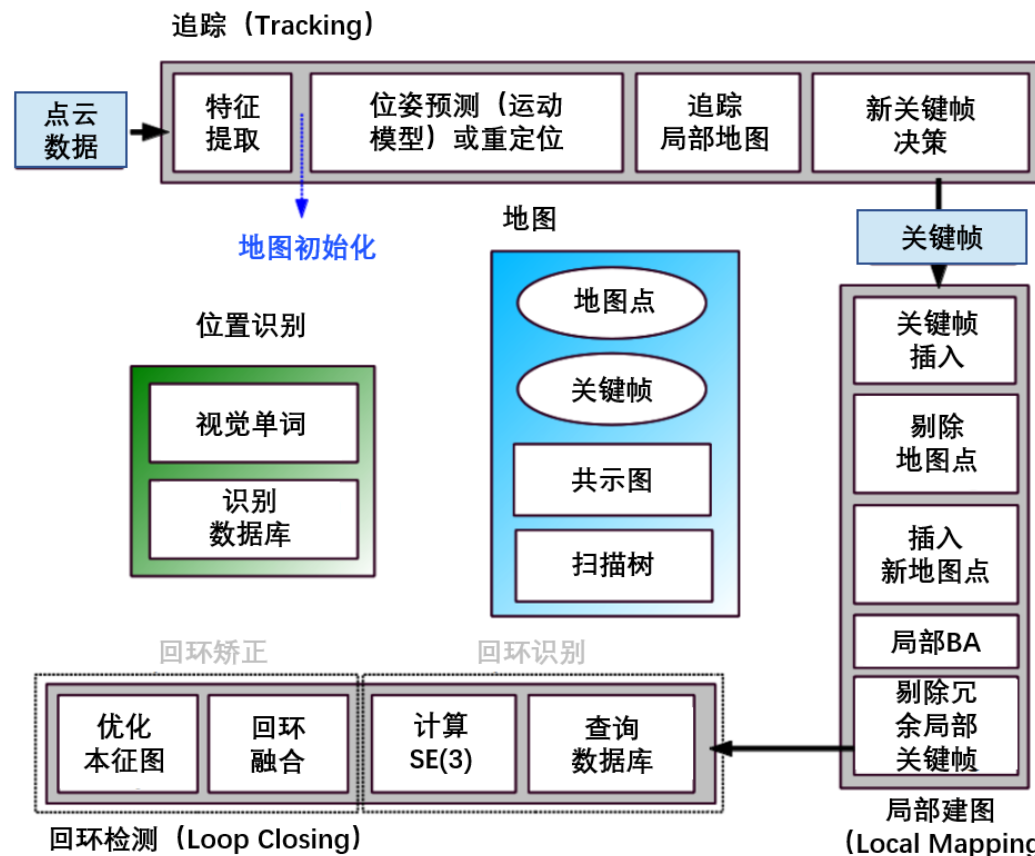 追踪（Tracking）
点云
数据
特征
提取
位姿预测（运动
模型）或重定位
追踪
局部地图
新关键帧
决策
地图初始化
地图
关键帧
地图点
关键帧
共示图
扫描树
位置识别
视觉单词
识别
数据库
关键帧
插入
剔除
地图点
插入
新地图点
局部BA
剔除冗
余局部
关键帧
局部建图
（Local Mapping
回环矫正
回环识别
优化
本征图
回环
融合
计算
SE(3)
查询
数据库
回环检测（Loop Closing）